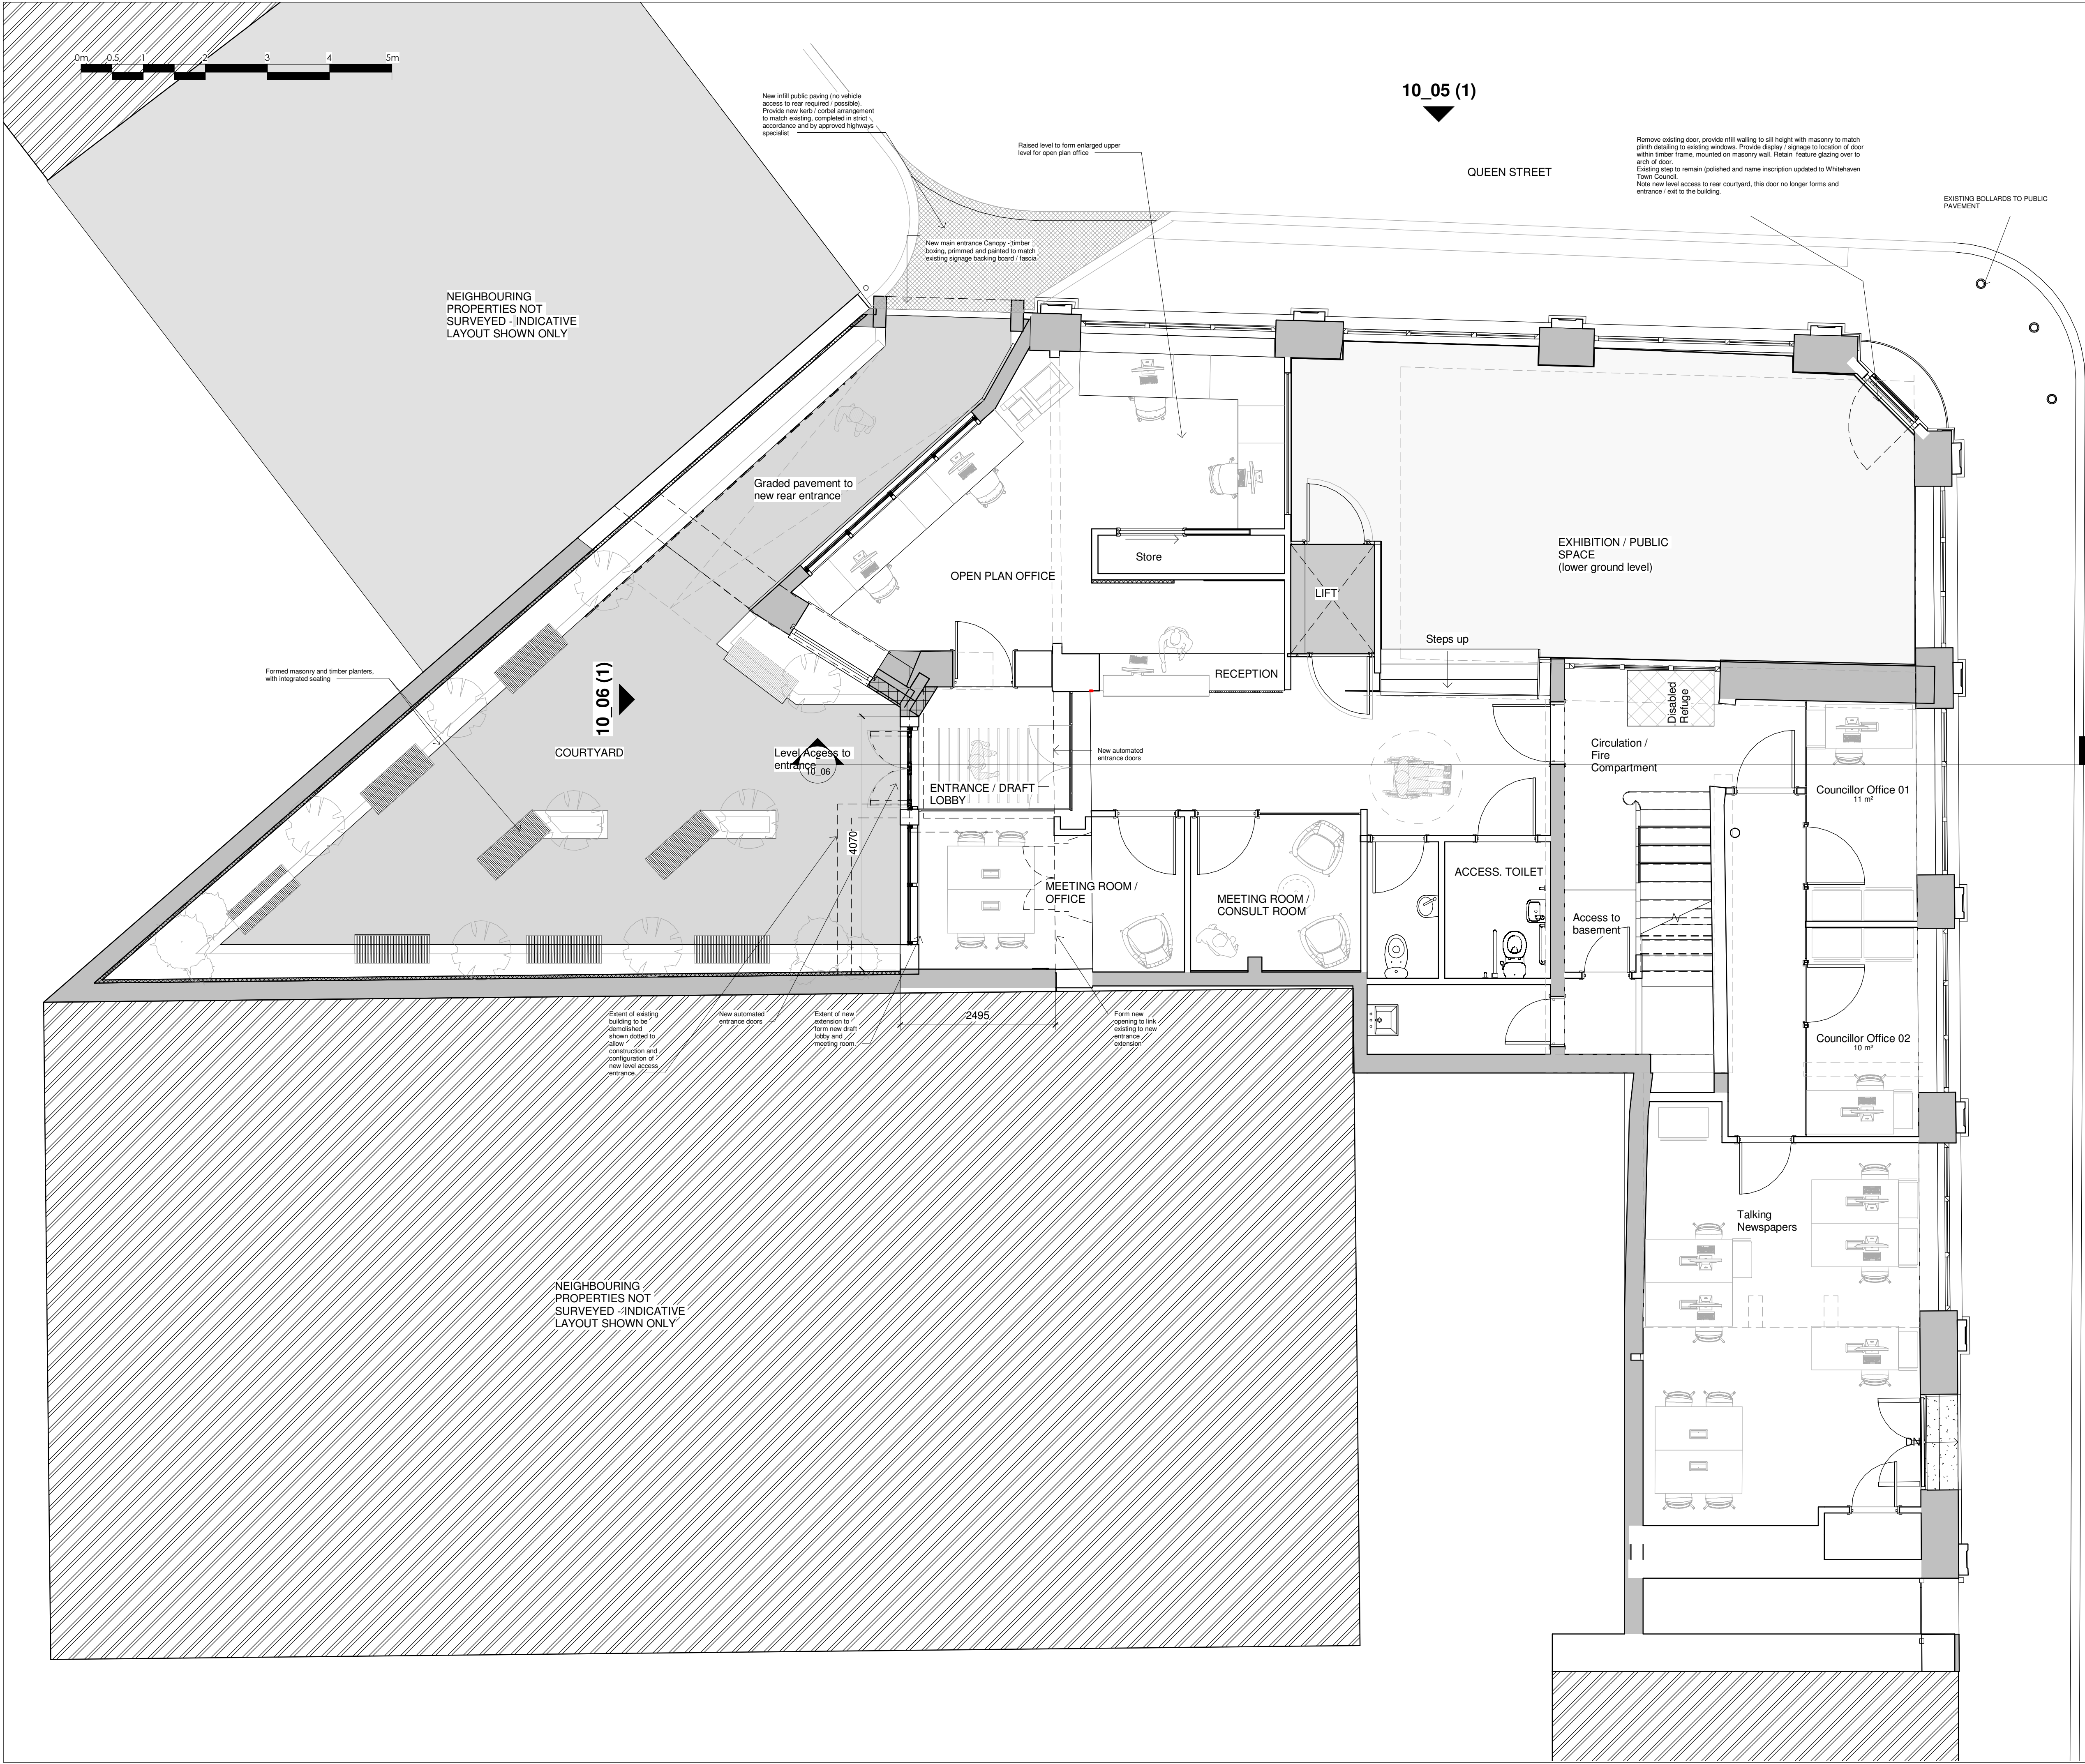 0m 0.5 1 2 3 4 5m
10_05 (1)
New infill public paving (no vehicle
access to rear required / possible).
Provide new kerb / corbel arrangement
to match existing, completed in strict
accordance and by approved highways
specialist
Raised level to form enlarged upper
level for open plan office
QUEEN STREET
Remove existing door, provide nfill walling to sill height with masonry to match
plinth detailing to existing windows. Provide display / signage to location of door
within timber frame, mounted on masonry wall. Retain feature glazing over to
arch of door.
Existing step to remain (polished and name inscription updated to Whitehaven
Town Council.
Note new level access to rear courtyard, this door no longer forms and
entrance / exit to the building.
EXISTING BOLLARDS TO PUBLIC
PAVEMENT
New main entrance Canopy - timber
boxing, primmed and painted to match
existing signage backing board / fascia
NEIGHBOURING
PROPERTIES NOT
SURVEYED - INDICATIVE
LAYOUT SHOWN ONLY
Graded pavement to
new rear entrance
Store
OPEN PLAN OFFICE
EXHIBITION / PUBLIC
SPACE
(lower ground level)
LIFT
Steps up
RECEPTION
Formed masonry and timber planters,
with integrated seating
10_06 (1)
COURTYARD
Level Access to
entrance
2
10_06
New automated
entrance doors
ENTRANCE / DRAFT
LOBBY
Disabled
Refuge
Circulation /
Fire
Compartment
Councillor Office 01
11 m²
4070
MEETING ROOM /
OFFICE
MEETING ROOM /
CONSULT ROOM
ACCESS. TOILET
Access to
basement
Extent of existing
building to be
demolished
shown dotted to
allow
construction and
configuration of
new level access
entrance
New automated
entrance doors
Extent of new
extension to
form new draft
lobby and
meeting room.
2495
Form new
opening to link
existing to new
entrance
extension
Councillor Office 02
10 m²
Talking
Newspapers
NEIGHBOURING
PROPERTIES NOT
SURVEYED - INDICATIVE
LAYOUT SHOWN ONLY
DN